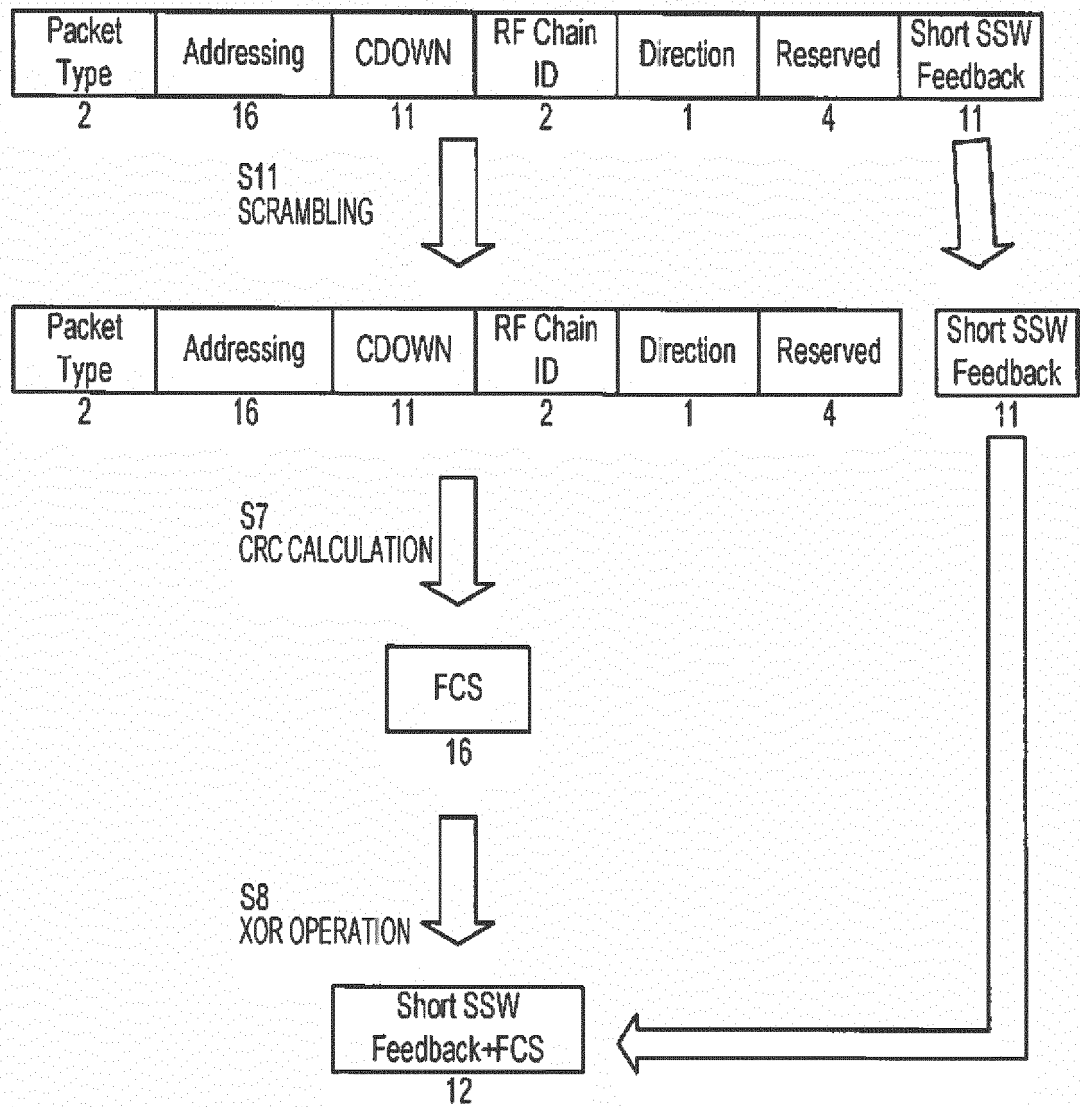 Packet Type Addressing CDOWN RF Chain ID Direction Reserved Short SSW Feedback
2 16 11 2 1 4 11
S11
SCRAMBLING
Packet Type Addressing CDOWN RF Chain ID Direction Reserved Short SSW Feedback
2 16 11 2 1 4 11
S7
CRC CALCULATION
FCS
16
S8
XOR OPERATION
Short SSW
Feedback+FCS
12